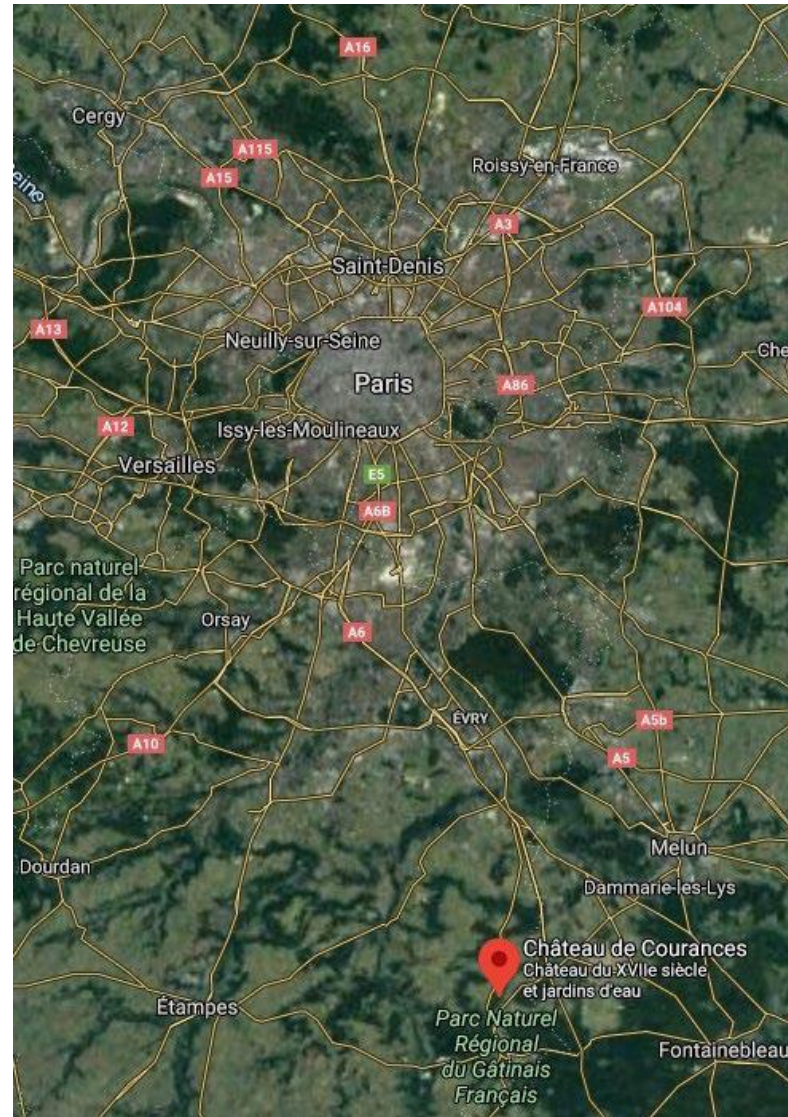 A16
Cergy
A115
A15
Roissy-en-France
eine
A3
Saint-Denis
A104
A13
Neuilly-sur-Seine
Che
Paris
A86
A12
Issy-les-Moulineaux
Versailles
E5
A6B
Parc naturel
régional de la
Haute Vallée
de Chevreuse
Orsay
A6
ÉVRY
A5b
A10
A5
Melun
Dourdan
Dammarie-les-Lys
Château de Courances
Château du XVIIe siècle
et jardins d'eau
Étampes
Parc Naturel
Régional
du Gâtinais
Français
Fontainebleau